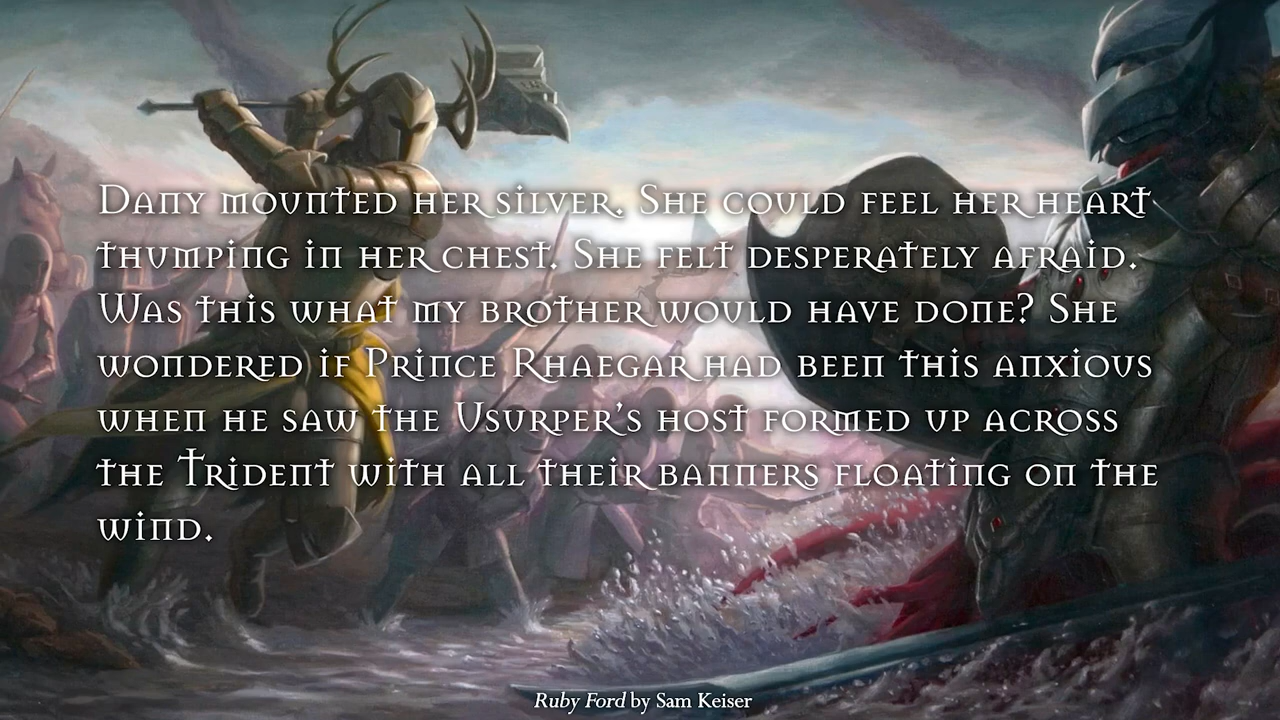 Dany mounted her silver. She could feel her heart
thumping in her chest. She felt desperately afraid.
Was this what my brother would have done? She
wondered if Prince Rhaegar had been this anxious
when he saw the Usurper's host formed up across
the Trident with all their banners floating on the
wind.
Ruby Ford by Sam Keiser